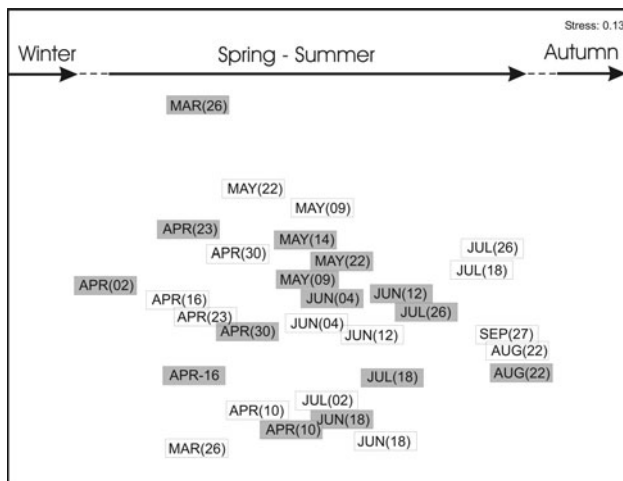 Stress: 0.13
Winter Spring - Summer Autumn
MAR(26)
MAY(22)
MAY(09)
APR(23)
MAY(14)
JUL(26)
APR(30)
MAY(22)
JUL(18)
APR(02)
MAY(09)
JUN(12)
APR(16)
JUN(04)
JUL(26)
APR(23)
JUN(04)
APR(30)
JUN(12)
SEP(27)
AUG(22)
APR-16
JUL(18)
AUG(22)
JUL(02)
APR(10)
JUN(18)
APR(10)
JUN(18)
MAR(26)